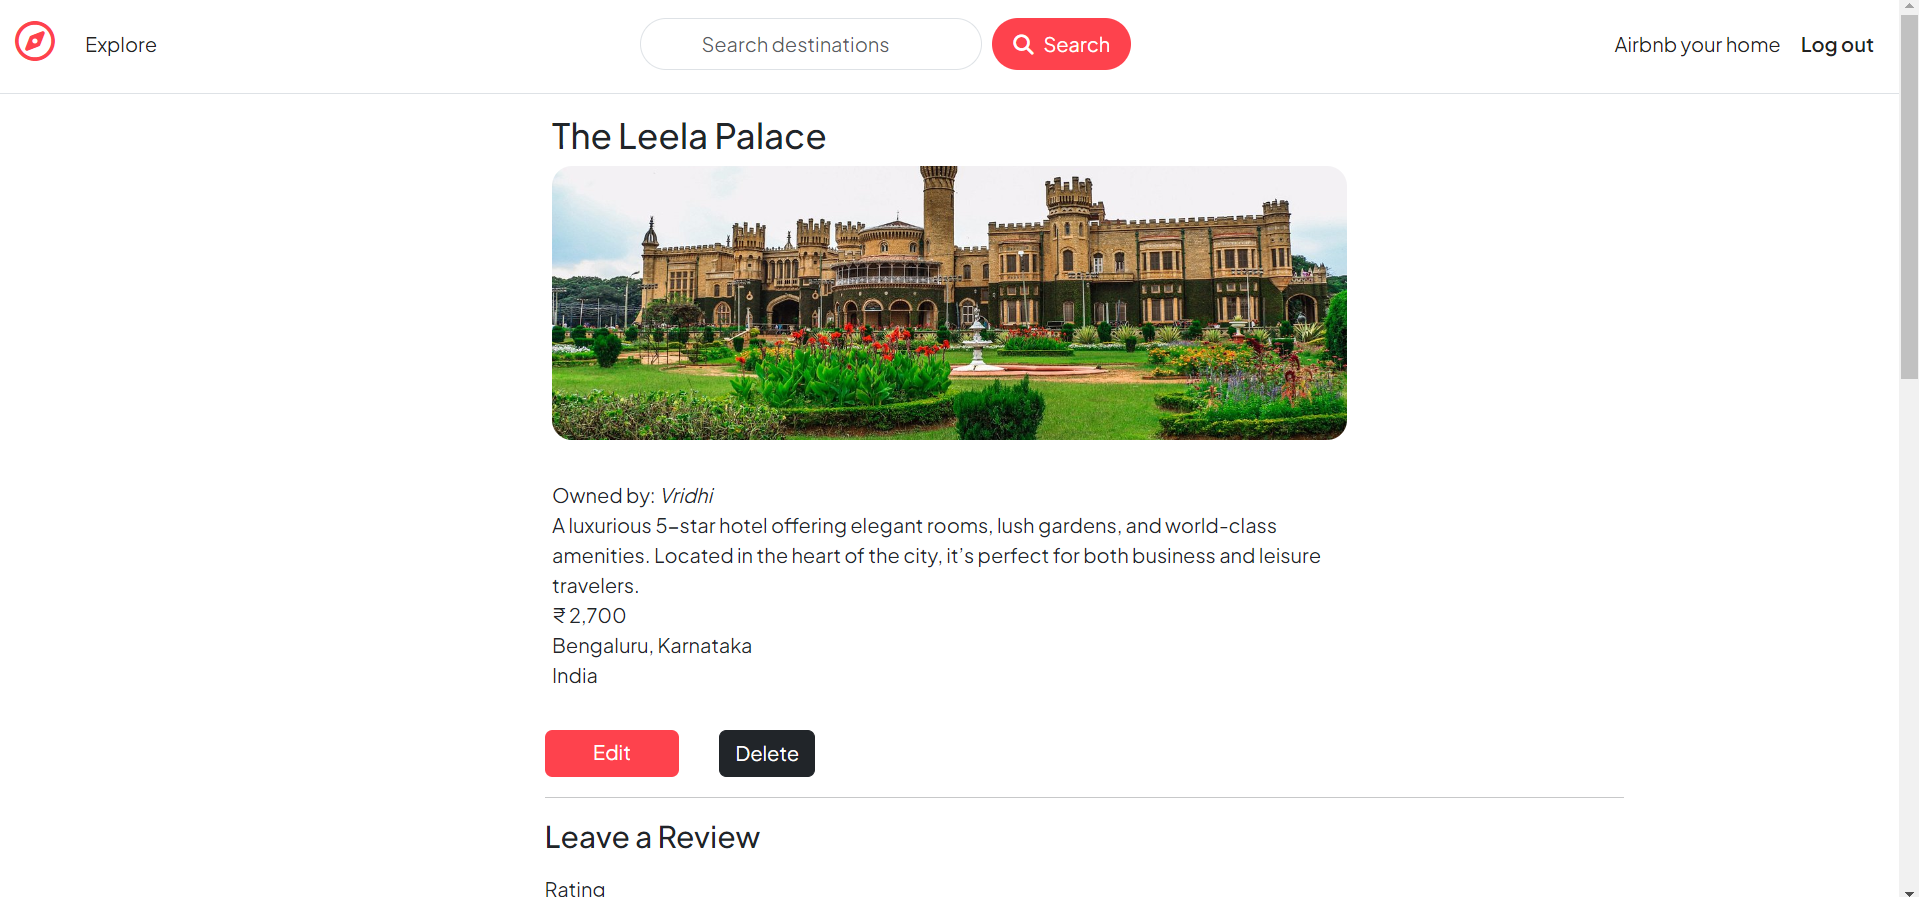 Explore
Search destinations
Search
Airbnb your home
Log out
The Leela Palace
Owned by: Vridhi
A luxurious 5–star hotel offering elegant rooms, lush gardens, and world-class
amenities. Located in the heart of the city, it’s perfect for both business and leisure
travelers.
₹ 2,700
Bengaluru, Karnataka
India
Edit
Delete
Leave a Review
Rating